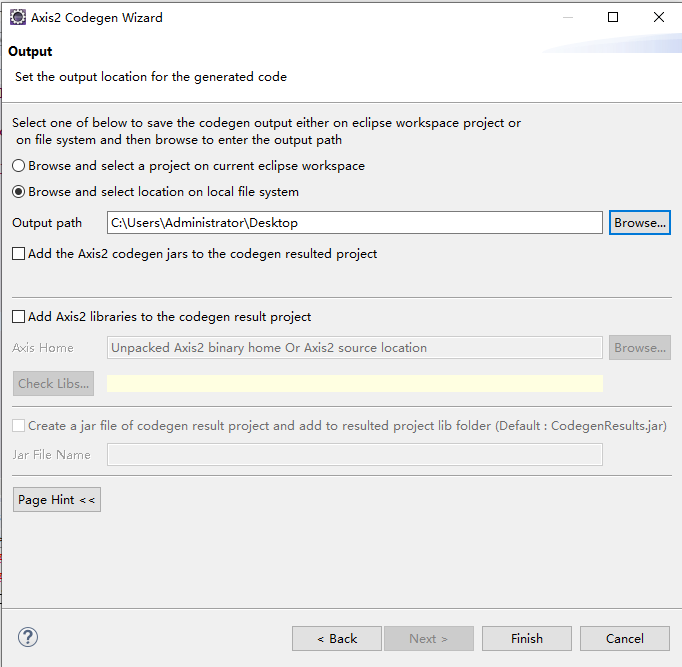 Axis2 Codegen Wizard
Output
Set the output location for the generated code
Select one of below to save the codegen output either on eclipse workspace project or
on file system and then browse to enter the output path
Browse and select a project on current eclipse workspace
Browse and select location on local file system
Output path C:\Users\Administrator\Desktop Browse...
Add the Axis2 codegen jars to the codegen resulted project
Add Axis2 libraries to the codegen result project
Axis Home Unpacked Axis2 binary home Or Axis2 source location Browse...
Check Libs...
Create a jar file of codegen result project and add to resulted project lib folder (Default : CodegenResults.jar)
Jar File Name
Page Hint <<
? < Back Next > Finish Cancel